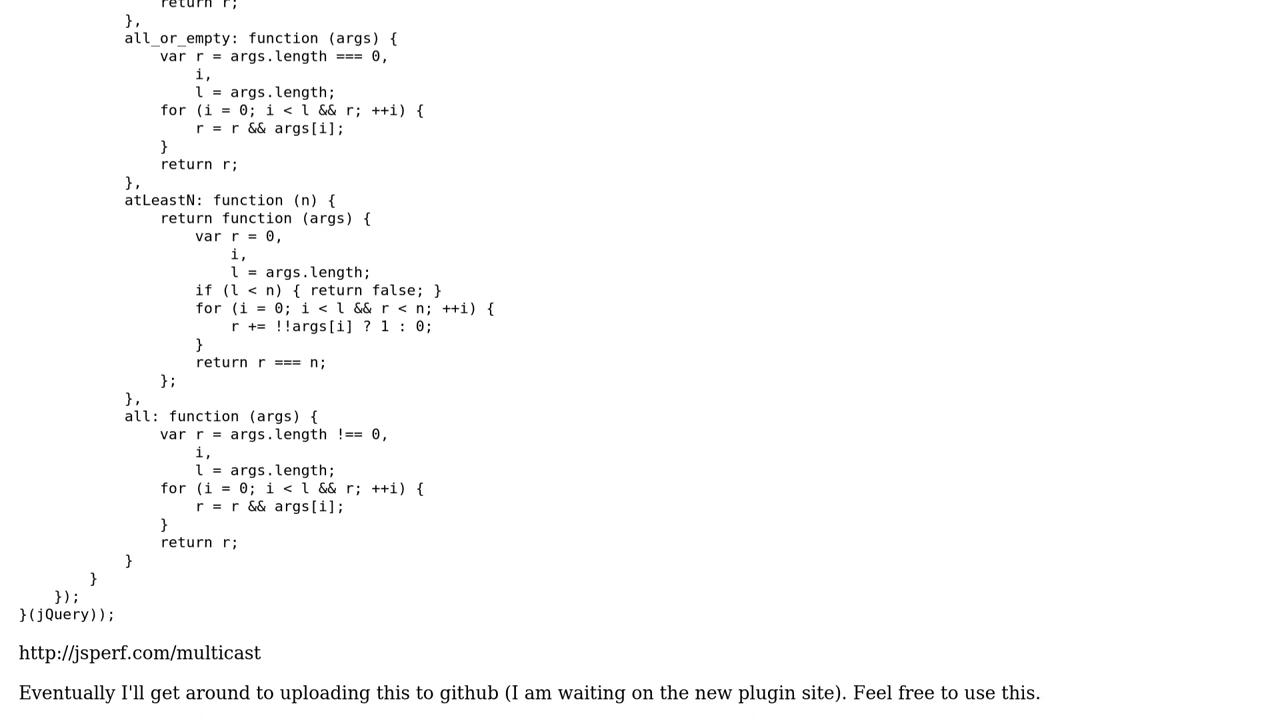 return r;
            },
            all_or_empty: function (args) {
                var r = args.length === 0,
                    i,
                    l = args.length;
                for (i = 0; i < l && r; ++i) {
                    r = r && args[i];
                }
                return r;
            },
            atLeastN: function (n) {
                return function (args) {
                    var r = 0,
                        i,
                        l = args.length;
                    if (l < n) { return false; }
                    for (i = 0; i < l && r < n; ++i) {
                        r += !!args[i] ? 1 : 0;
                    }
                    return r === n;
                };
            },
            all: function (args) {
                var r = args.length !== 0,
                    i,
                    l = args.length;
                for (i = 0; i < l && r; ++i) {
                    r = r && args[i];
                }
                return r;
            }
        }
    });
}(jQuery));
http://jsperf.com/multicast
Eventually I'll get around to uploading this to github (I am waiting on the new plugin site). Feel free to use this.